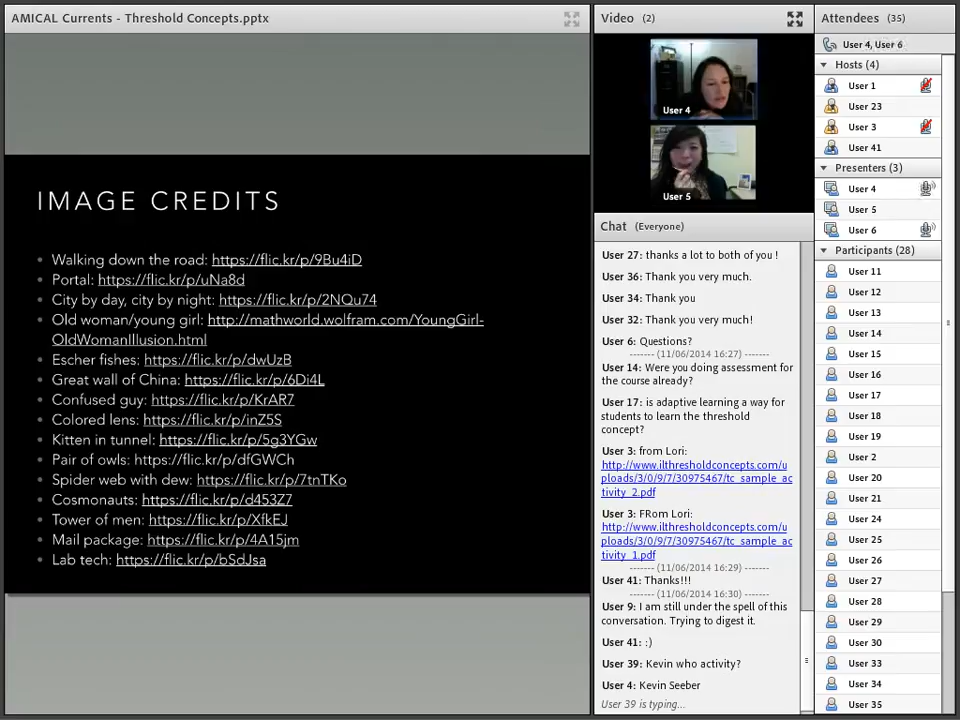 AMICAL Currents - Threshold Concepts.pptx
IMAGE CREDITS
Walking down the road: https://flic.kr/p/9Bu4iD
Portal: https://flic.kr/p/uNa8d
City by day, city by night: https://flic.kr/p/2NQu74
Old woman/young girl: http://mathworld.wolfram.com/YoungGirl-
OldWomanIllusion.html
Escher fishes: https://flic.kr/p/dwUzB
Great wall of China: https://flic.kr/p/6Di4L
Confused guy: https://flic.kr/p/KrAR7
Colored lens: https://flic.kr/p/inZ5S
Kitten in tunnel: https://flic.kr/p/5g3YGw
Pair of owls: https://flic.kr/p/dfGWCh
Spider web with dew: https://flic.kr/p/7tnTKo
Cosmonauts: https://flic.kr/p/d453Z7
Tower of men: https://flic.kr/p/XfkEJ
Mail package: https://flic.kr/p/4A15jm
Lab tech: https://flic.kr/p/bSdJsa
Video (2)
User 4
User 5
Chat (Everyone)
User 27: thanks a lot to both of you !
User 36: Thank you very much.
User 34: Thank you
User 32: Thank you very much!
User 6: Questions?
------- (11/06/2014 16:27) -------
User 14: Were you doing assessment for
the course already?
User 17: is adaptive learning a way for
students to learn the threshold
concept?
User 3: from Lori:
http://www.ilthresholdconcepts.com/u
ploads/3/0/9/7/30975467/tc_sample_ac
tivity_2.pdf
User 3: FRom Lori:
http://www.ilthresholdconcepts.com/u
ploads/3/0/9/7/30975467/tc_sample_ac
tivity_1.pdf
------- (11/06/2014 16:29) -------
User 41: Thanks!!!
------- (11/06/2014 16:30) -------
User 9: I am still under the spell of this
conversation. Trying to digest it.
User 41: :)
User 39: Kevin who activity?
User 4: Kevin Seeber
User 39 is typing...
Attendees (35)
User 4, User 6
Hosts (4)
User 1
User 23
User 3
User 41
Presenters (3)
User 4
User 5
User 6
Participants (28)
User 11
User 12
User 13
User 14
User 15
User 16
User 17
User 18
User 19
User 2
User 20
User 21
User 24
User 25
User 26
User 27
User 28
User 29
User 30
User 33
User 34
User 35